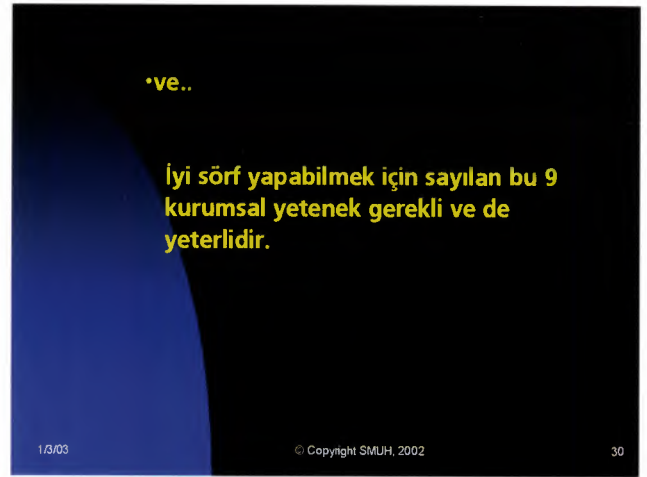 •ve..
İyi sörf yapabilmek için sayılan bu 9
kurumsal yetenek gerekli ve de
yeterlidir.
1/3/03
© Copyright SMUH, 2002
30